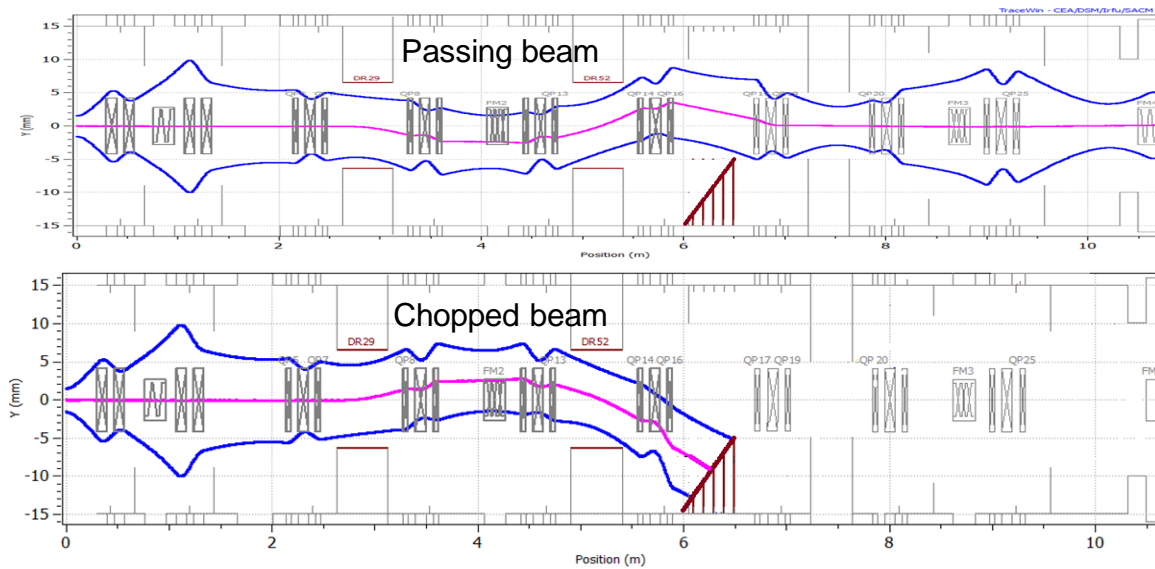 TraceWin - CEA/DSM/Irfu/SACM
Passing beam
15
10
5
0
-5
-10
-15
Y (mm)
DR29
QP8
FM2
QP13
DR52
QP14 QP16
QP20
FM3
QP25
FM4
0 2 4 6 8 10
Position (m)
Chopped beam
15
10
5
0
-5
-10
-15
Y (mm)
QP5 QP7
DR29
QP8
FM2
QP13
DR52
QP14 QP16
QP17 QP19
QP 20
FM3
QP25
0 2 4 6 8 10
Position (m)